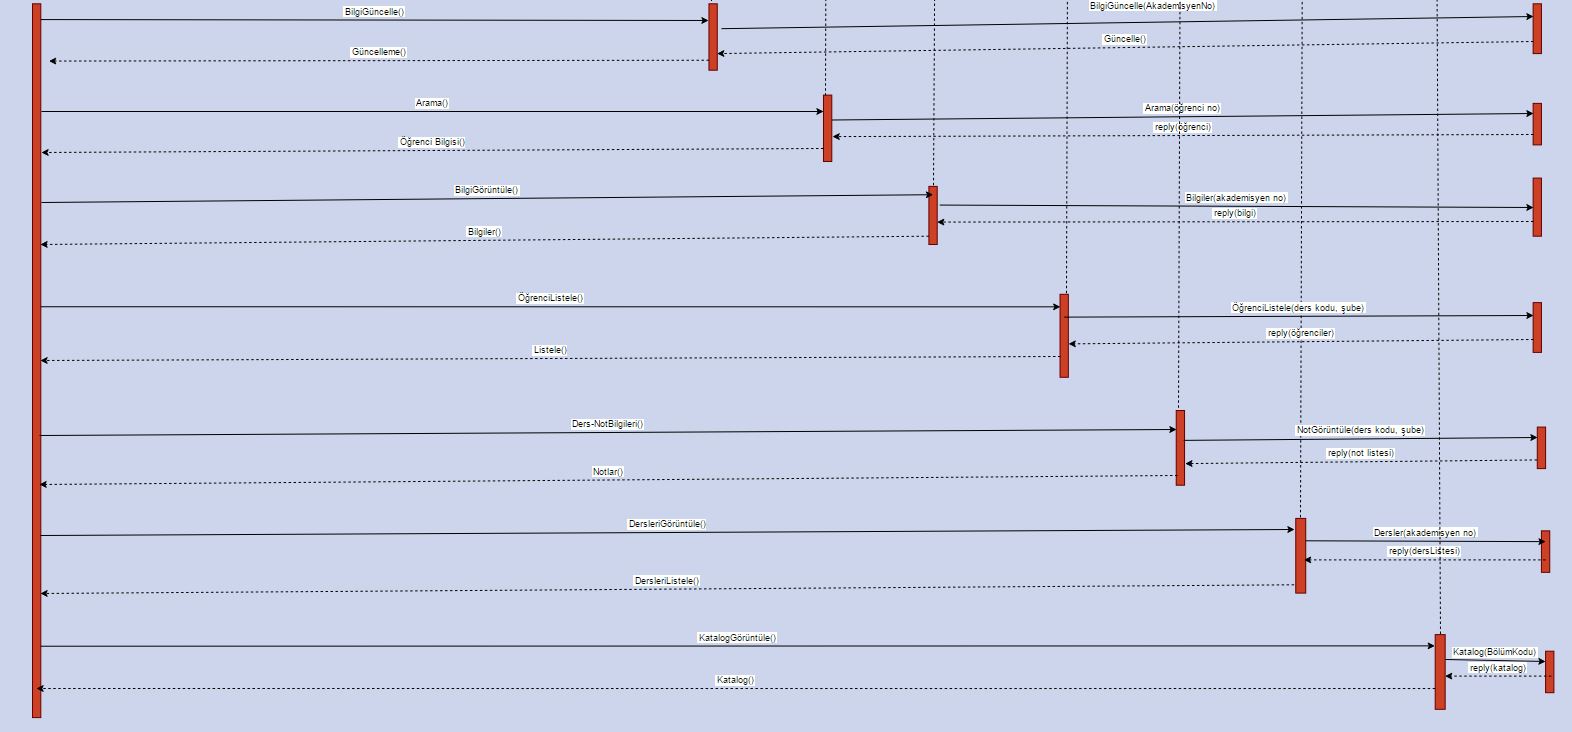 BilgiGüncelle()
BilgiGüncelle(AkademisyenNo)
Güncelle()
Güncelleme()
Arama()
Arama(öğrenci no)
reply(öğrenci)
Öğrenci Bilgisi()
BilgiGörüntüle()
Bilgiler(akademisyen no)
reply(bilgi)
Bilgiler()
ÖğrenciListele()
ÖğrenciListele(ders kodu, şube)
reply(öğrenciler)
Listele()
Ders-NotBilgileri()
NotGörüntüle(ders kodu, şube)
reply(not listesi)
Notlar()
DersleriGörüntüle()
Dersler(akademisyen no)
reply(dersListesi)
DersleriListele()
KatalogGörüntüle()
Katalog(BölümKodu)
reply(katalog)
Katalog()